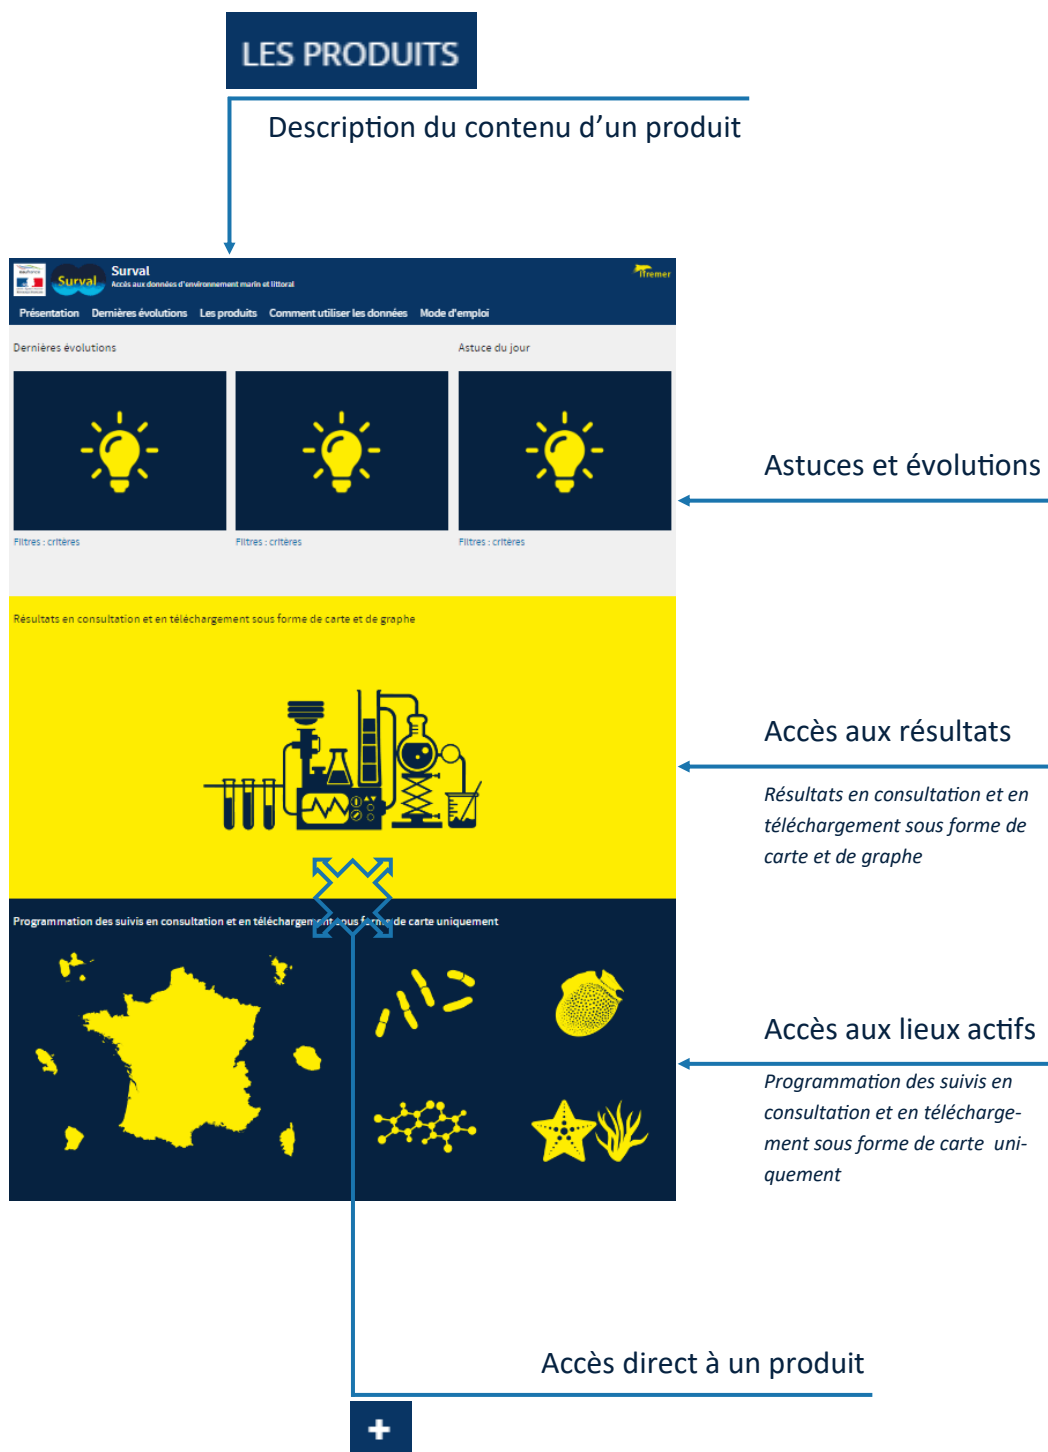 LES PRODUITS
Description du contenu d'un produit
Surval
Surval
Accès aux données d'environnement marin et littoral
Ifremer
Présentation Dernières évolutions Les produits Comment utiliser les données Mode d'emploi
Dernières évolutions
Astuce du jour
Filtres : critères
Filtres : critères
Filtres : critères
Astuces et évolutions
Résultats en consultation et en téléchargement sous forme de carte et de graphe
Accès aux résultats
Résultats en consultation et en
téléchargement sous forme de
carte et de graphe
Programmation des suivis en consultation et en téléchargement sous forme de carte uniquement
Accès aux lieux actifs
Programmation des suivis en
consultation et en télécharge-
ment sous forme de carte uni-
quement
Accès direct à un produit
+